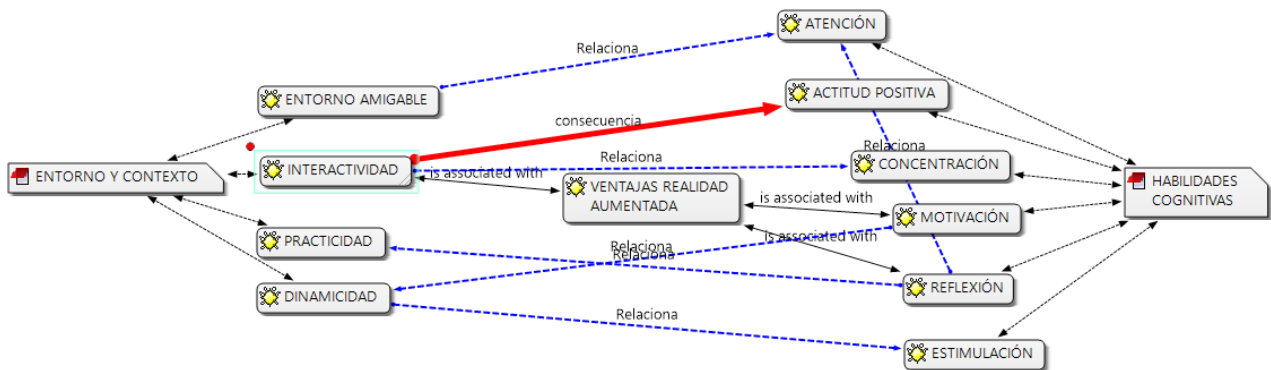 ATENCIÓN
Relaciona
ENTORNO AMIGABLE
ACTITUD POSITIVA
consecuencia
Relaciona
Relaciona
CONCENTRACIÓN
INTERACTIVIDAD
is associated with
ENTORNO Y CONTEXTO
VENTAJAS REALIDAD
AUMENTADA
HABILIDADES
COGNITIVAS
is associated with
MOTIVACIÓN
is associated with
PRACTICIDAD
Relaciona
Relaciona
REFLEXIÓN
DINAMICIDAD
Relaciona
ESTIMULACIÓN